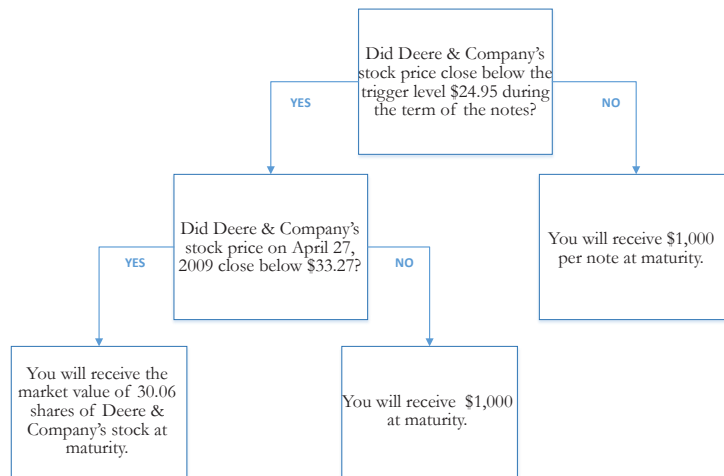 Did Deere & Company's
stock price close below the
trigger level $24.95 during
the term of the notes?
YES
NO
Did Deere & Company's
stock price on April 27,
2009 close below $33.27?
You will receive $1,000
per note at maturity.
YES
NO
You will receive the
market value of 30.06
shares of Deere &
Company's stock at
maturity.
You will receive  $1,000
at maturity.